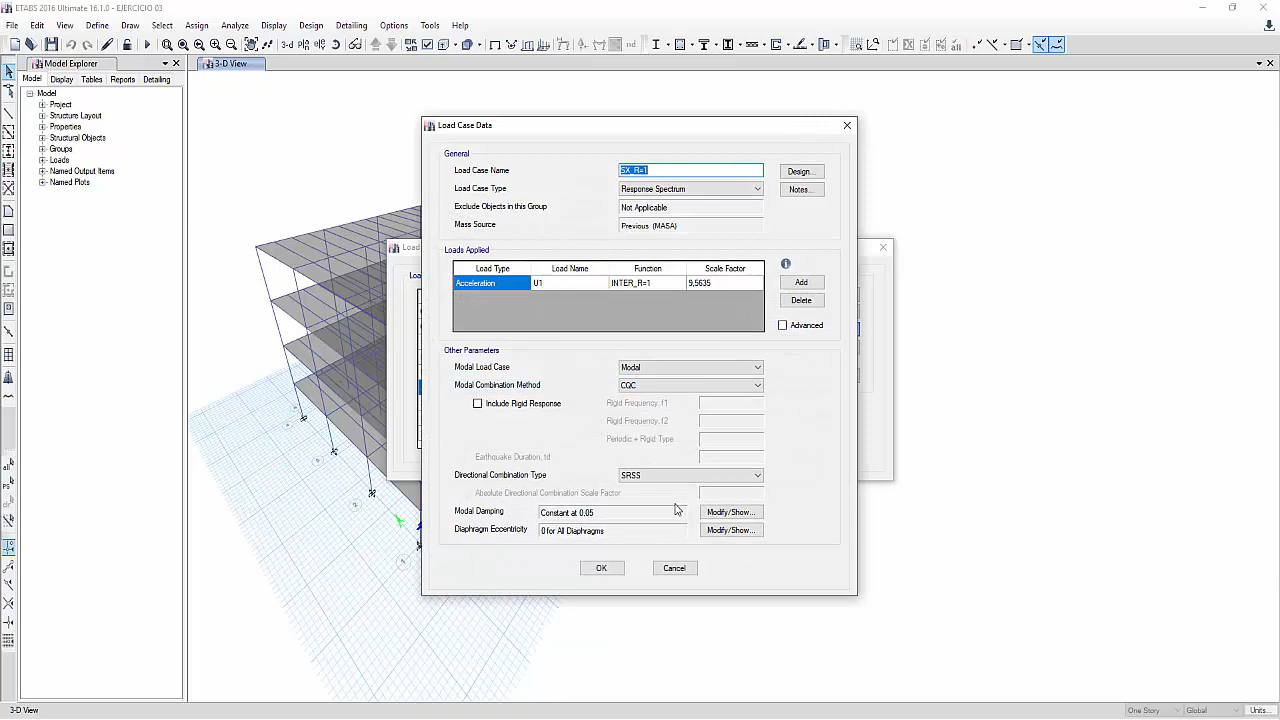 ETABS 2016 Ultimate 16.1.0 - EJERCICIO 03
File Edit View Define Draw Select Assign Analyze Display Design Detailing Options Tools Help
3-d
nd
Model Explorer
3-D View
Model Display Tables Reports Detailing
Model
Project
Structure Layout
Properties
Structural Objects
Groups
Loads
Named Output Items
Named Plots
Load Case Data
General
Load Case Name SX_R=1 Design...
Load Case Type Response Spectrum Notes...
Exclude Objects in this Group Not Applicable
Mass Source Previous (MASA)
Loads Applied
Load Type Load Name Function Scale Factor
Acceleration U1 INTER_R=1 9,5635
Add
Delete
Advanced
Other Parameters
Modal Load Case Modal
Modal Combination Method CQC
Include Rigid Response Rigid Frequency, f1
Rigid Frequency, f2
Periodic + Rigid Type
Earthquake Duration, td
Directional Combination Type SRSS
Absolute Directional Combination Scale Factor
Modal Damping Constant at 0,05 Modify/Show...
Diaphragm Eccentricity 0 for All Diaphragms Modify/Show...
OK Cancel
Load
Loa
PS
3-D View
One Story Global Units...